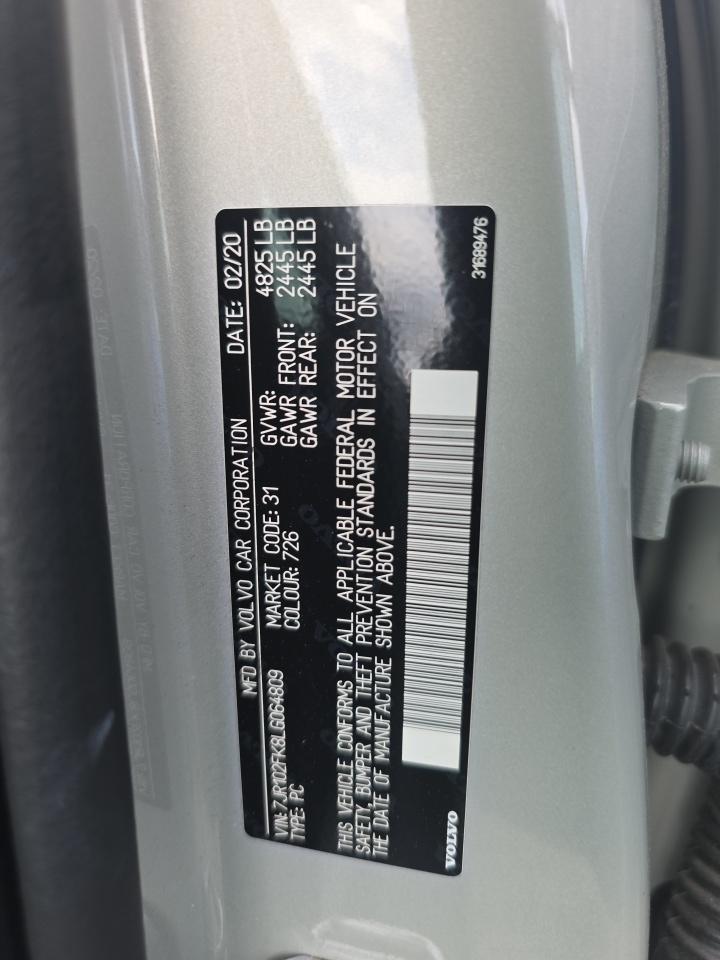 MFD BY VOLVO CAR CORPORATION DATE: 02/20
VIN: 7JR102FK8LG064809 MARKET CODE: 31 GVWR: 4825 LB
TYPE: PC COLOUR: 726 GAWR FRONT: 2445 LB
GAWR REAR: 2445 LB
THIS VEHICLE CONFORMS TO ALL APPLICABLE FEDERAL MOTOR VEHICLE
SAFETY, BUMPER AND THEFT PREVENTION STANDARDS IN EFFECT ON
THE DATE OF MANUFACTURE SHOWN ABOVE.
VOLVO 31689476